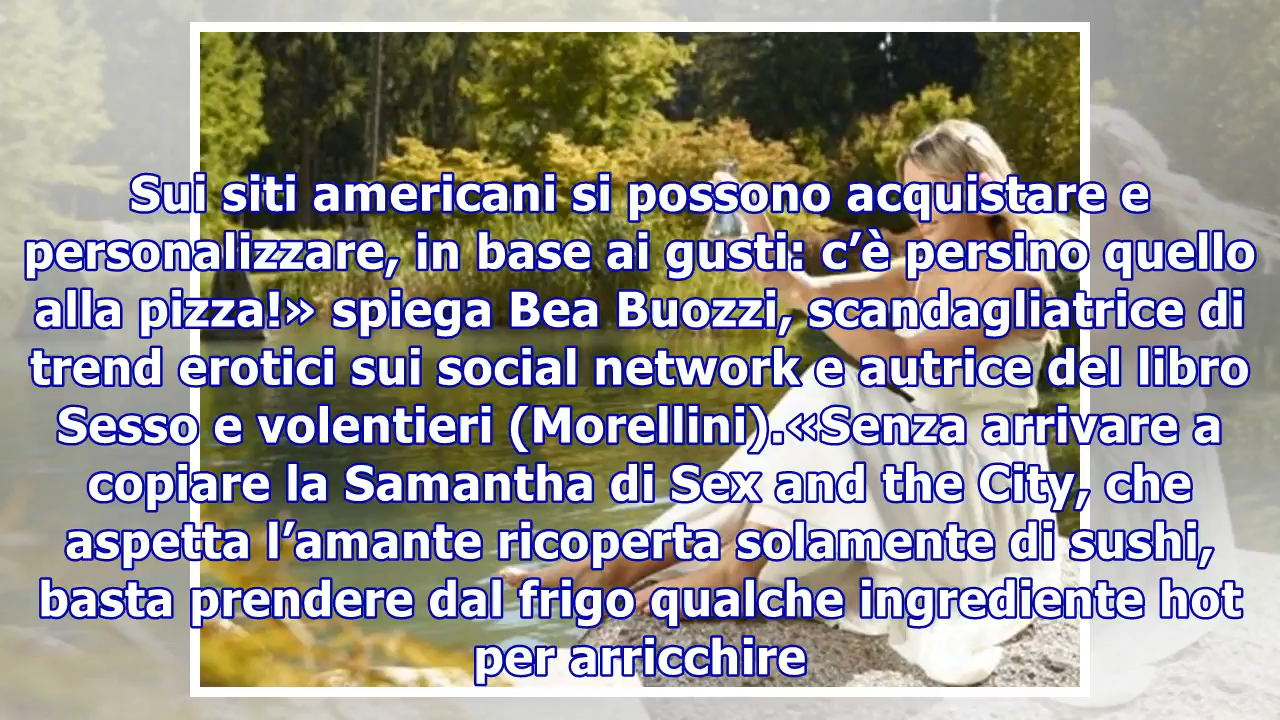 Sui siti americani si possono acquistare e
personalizzare, in base ai gusti: c’è persino quello
alla pizza!» spiega Bea Buozzi, scandagliatrice di
trend erotici sui social network e autrice del libro
Sesso e volentieri (Morellini).«Senza arrivare a
copiare la Samantha di Sex and the City, che
aspetta l’amante ricoperta solamente di sushi,
basta prendere dal frigo qualche ingrediente hot
per arricchire